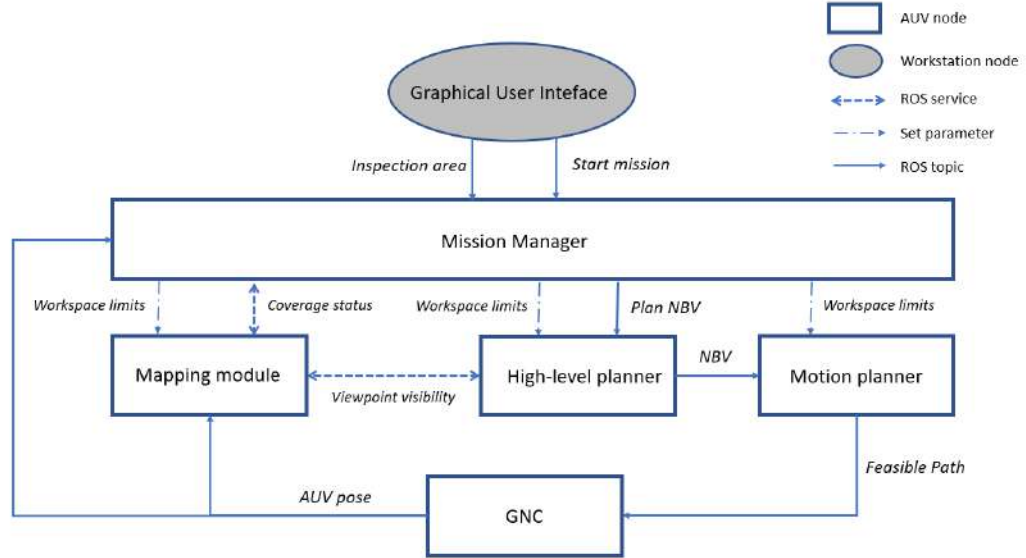 AUV node
Workstation node
ROS service
Set parameter
ROS topic
Graphical User Inteface
Inspection area
Start mission
Mission Manager
Workspace limits
Coverage status
Workspace limits
Plan NBV
Workspace limits
Mapping module
Viewpoint visibility
High-level planner
NBV
Motion planner
Feasible Path
AUV pose
GNC